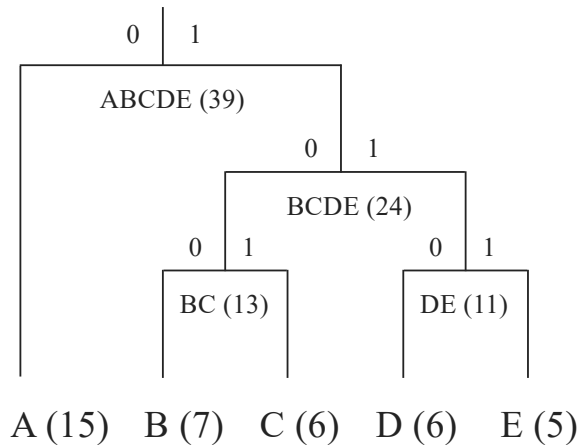 0 1
ABCDE (39)
0 1
BCDE (24)
0 1 0 1
BC (13) DE (11)
A (15) B (7) C (6) D (6) E (5)